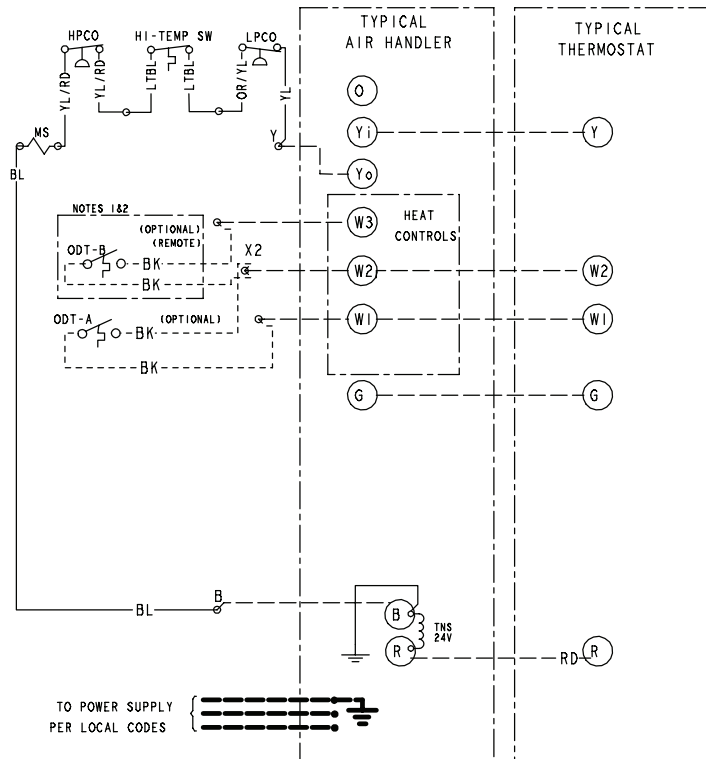 TYPICAL
AIR HANDLER
TYPICAL
THERMOSTAT
HPCO
HI-TEMP SW
LPCO
YL/RD
YL/RD
LTBL
LTBL
OR/YL
YL
MS
BL
Y
O
Yi
Y
Yo
NOTES 1&2
(OPTIONAL)
(REMOTE)
W3
HEAT
CONTROLS
ODT-B
BK
BK
X2
W2
W2
ODT-A
BK
(OPTIONAL)
W1
W1
BK
G
G
BL
B
B
TNS
24V
R
RD
R
TO POWER SUPPLY
PER LOCAL CODES